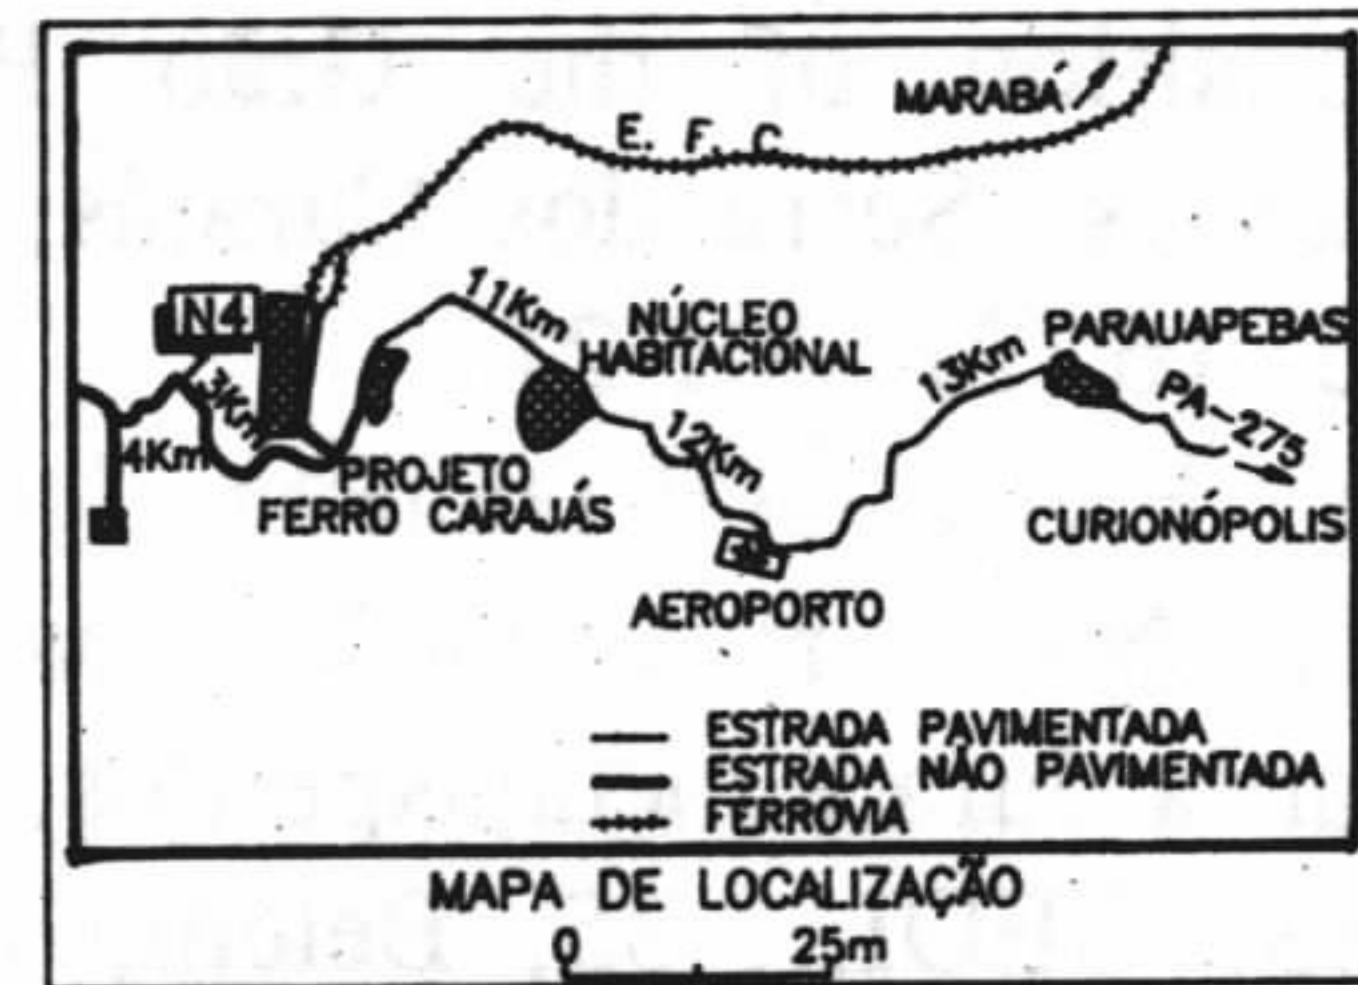 MARABÁ
E. F. C.
N4
11Km
NÚCLEO
HABITACIONAL
PARAUAPEBAS
13Km
3Km
PA-275
4Km
12Km
PROJETO
FERRO CARAJÁS
CURIONÓPOLIS
AEROPORTO
ESTRADA PAVIMENTADA
ESTRADA NÃO PAVIMENTADA
FERROVIA
MAPA DE LOCALIZAÇÃO
0 25m